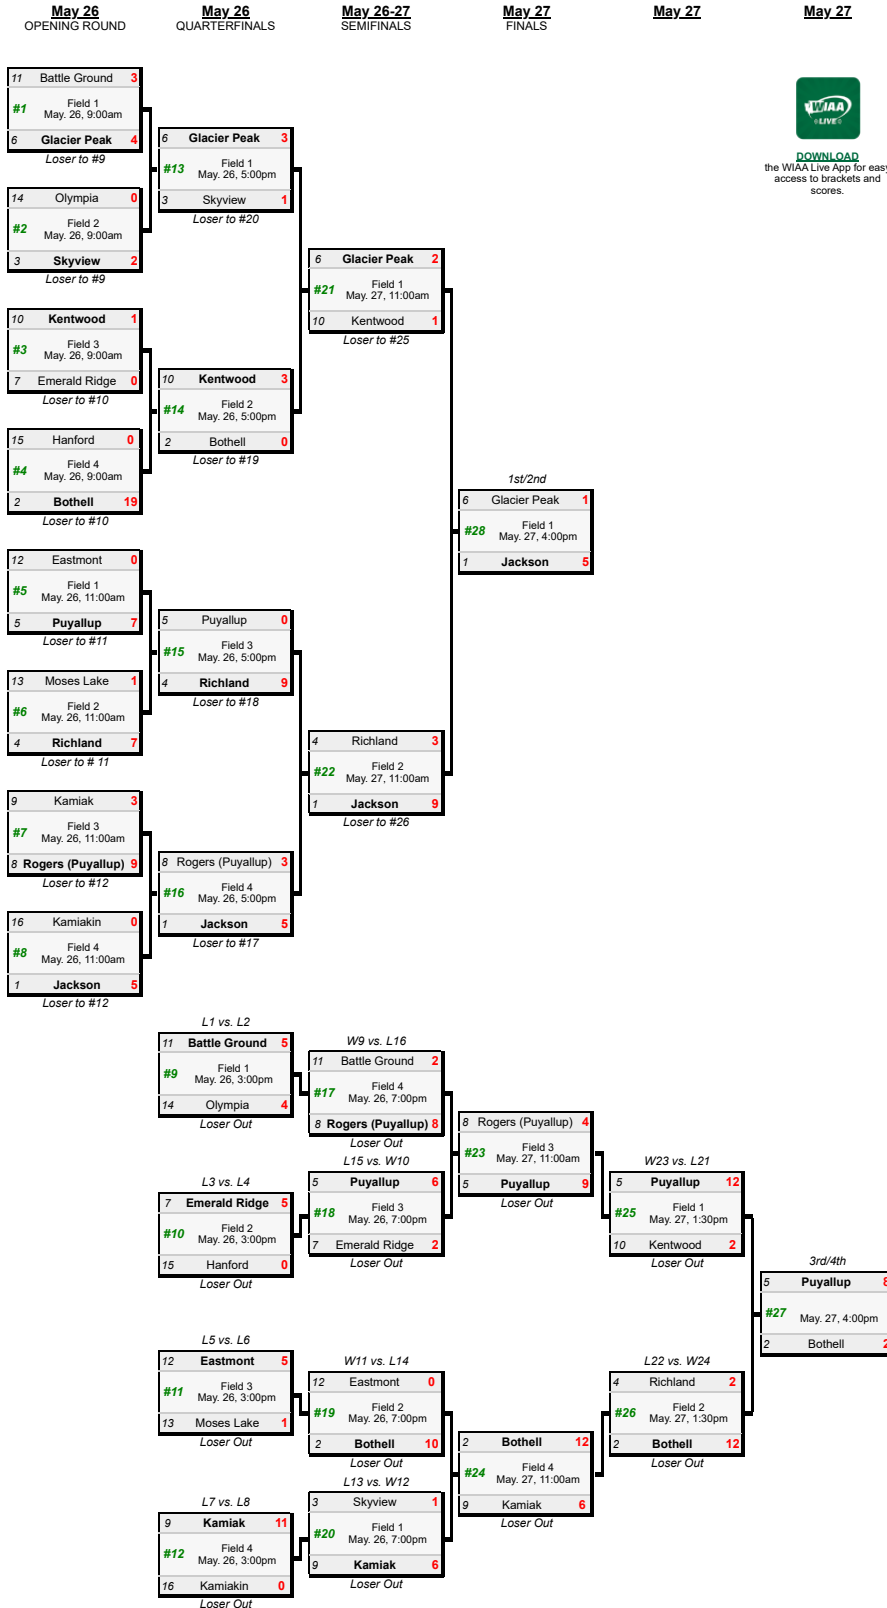 May 26
OPENING ROUND
May 26
QUARTERFINALS
May 26-27
SEMIFINALS
May 27
FINALS
May 27
May 27
WIAA
LIVE
DOWNLOAD
the WIAA Live App for easy
access to brackets and
scores.
11 Battle Ground 3
#1 Field 1
May. 26, 9:00am
6 Glacier Peak 4
Loser to #9
14 Olympia 0
#2 Field 2
May. 26, 9:00am
3 Skyview 2
Loser to #9
10 Kentwood 1
#3 Field 3
May. 26, 9:00am
7 Emerald Ridge 0
Loser to #10
15 Hanford 0
#4 Field 4
May. 26, 9:00am
2 Bothell 19
Loser to #10
12 Eastmont 0
#5 Field 1
May. 26, 11:00am
5 Puyallup 7
Loser to #11
13 Moses Lake 1
#6 Field 2
May. 26, 11:00am
4 Richland 7
Loser to # 11
9 Kamiak 3
#7 Field 3
May. 26, 11:00am
8 Rogers (Puyallup) 9
Loser to #12
16 Kamiakin 0
#8 Field 4
May. 26, 11:00am
1 Jackson 5
Loser to #12
6 Glacier Peak 3
#13 Field 1
May. 26, 5:00pm
3 Skyview 1
Loser to #20
10 Kentwood 3
#14 Field 2
May. 26, 5:00pm
2 Bothell 0
Loser to #19
5 Puyallup 0
#15 Field 3
May. 26, 5:00pm
4 Richland 9
Loser to #18
8 Rogers (Puyallup) 3
#16 Field 4
May. 26, 5:00pm
1 Jackson 5
Loser to #17
6 Glacier Peak 2
#21 Field 1
May. 27, 11:00am
10 Kentwood 1
Loser to #25
4 Richland 3
#22 Field 2
May. 27, 11:00am
1 Jackson 9
Loser to #26
1st/2nd
6 Glacier Peak 1
#28 Field 1
May. 27, 4:00pm
1 Jackson 5
L1 vs. L2
11 Battle Ground 5
#9 Field 1
May. 26, 3:00pm
14 Olympia 4
Loser Out
L3 vs. L4
7 Emerald Ridge 5
#10 Field 2
May. 26, 3:00pm
15 Hanford 0
Loser Out
L5 vs. L6
12 Eastmont 5
#11 Field 3
May. 26, 3:00pm
13 Moses Lake 1
Loser Out
L7 vs. L8
9 Kamiak 11
#12 Field 4
May. 26, 3:00pm
16 Kamiakin 0
Loser Out
W9 vs. L16
11 Battle Ground 2
#17 Field 4
May. 26, 7:00pm
8 Rogers (Puyallup) 8
Loser Out
L15 vs. W10
5 Puyallup 6
#18 Field 3
May. 26, 7:00pm
7 Emerald Ridge 2
Loser Out
W11 vs. L14
12 Eastmont 0
#19 Field 2
May. 26, 7:00pm
2 Bothell 10
Loser Out
L13 vs. W12
3 Skyview 1
#20 Field 1
May. 26, 7:00pm
9 Kamiak 6
Loser Out
8 Rogers (Puyallup) 4
#23 Field 3
May. 27, 11:00am
5 Puyallup 9
Loser Out
2 Bothell 12
#24 Field 4
May. 27, 11:00am
9 Kamiak 6
Loser Out
W23 vs. L21
5 Puyallup 12
#25 Field 1
May. 27, 1:30pm
10 Kentwood 2
Loser Out
L22 vs. W24
4 Richland 2
#26 Field 2
May. 27, 1:30pm
2 Bothell 12
Loser Out
3rd/4th
5 Puyallup 8
#27 May. 27, 4:00pm
2 Bothell 2